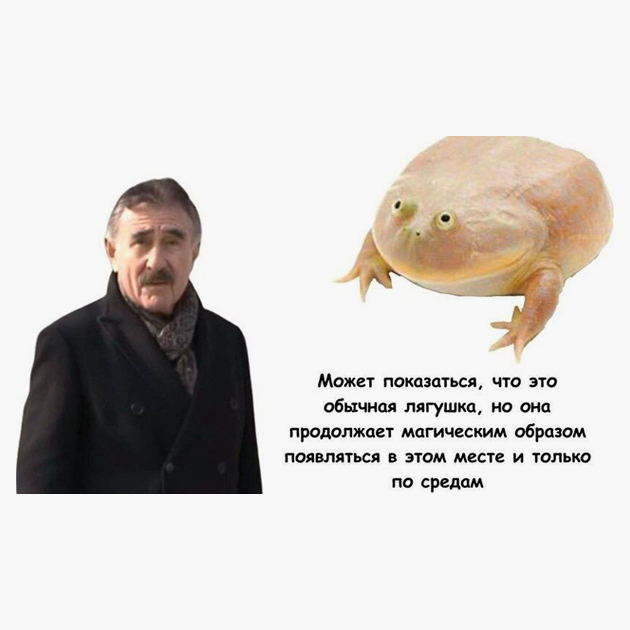 Может показаться, что это
обычная лягушка, но она
продолжает магическим образом
появляться в этом месте и только
по средам